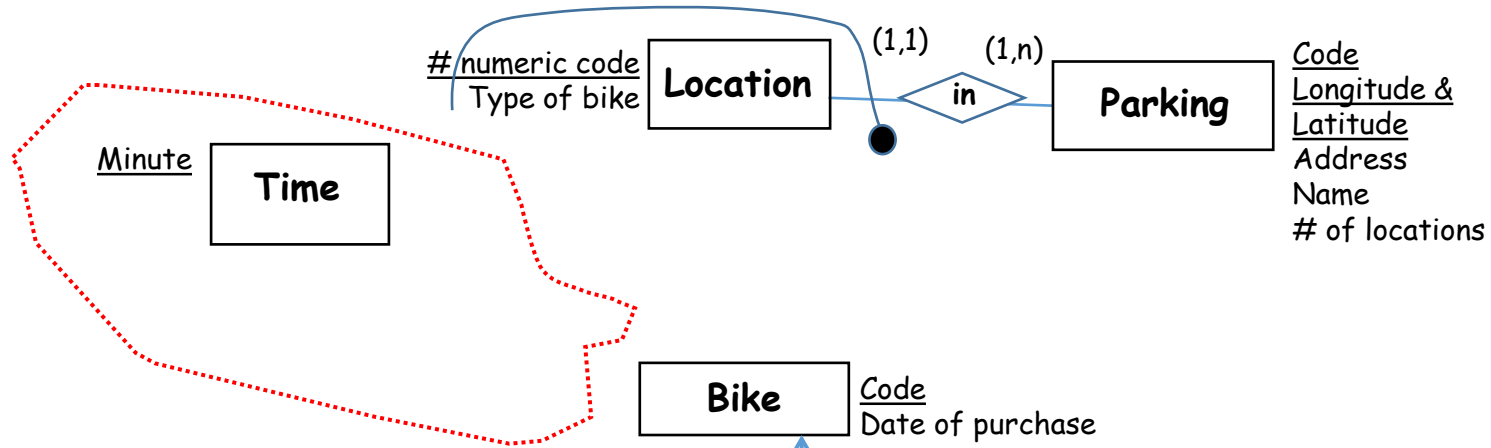 # numeric code
Type of bike
Location
(1,1)
in
(1,n)
Parking
Code
Longitude &
Latitude
Address
Name
# of locations
Minute
Time
Bike
Code
Date of purchase